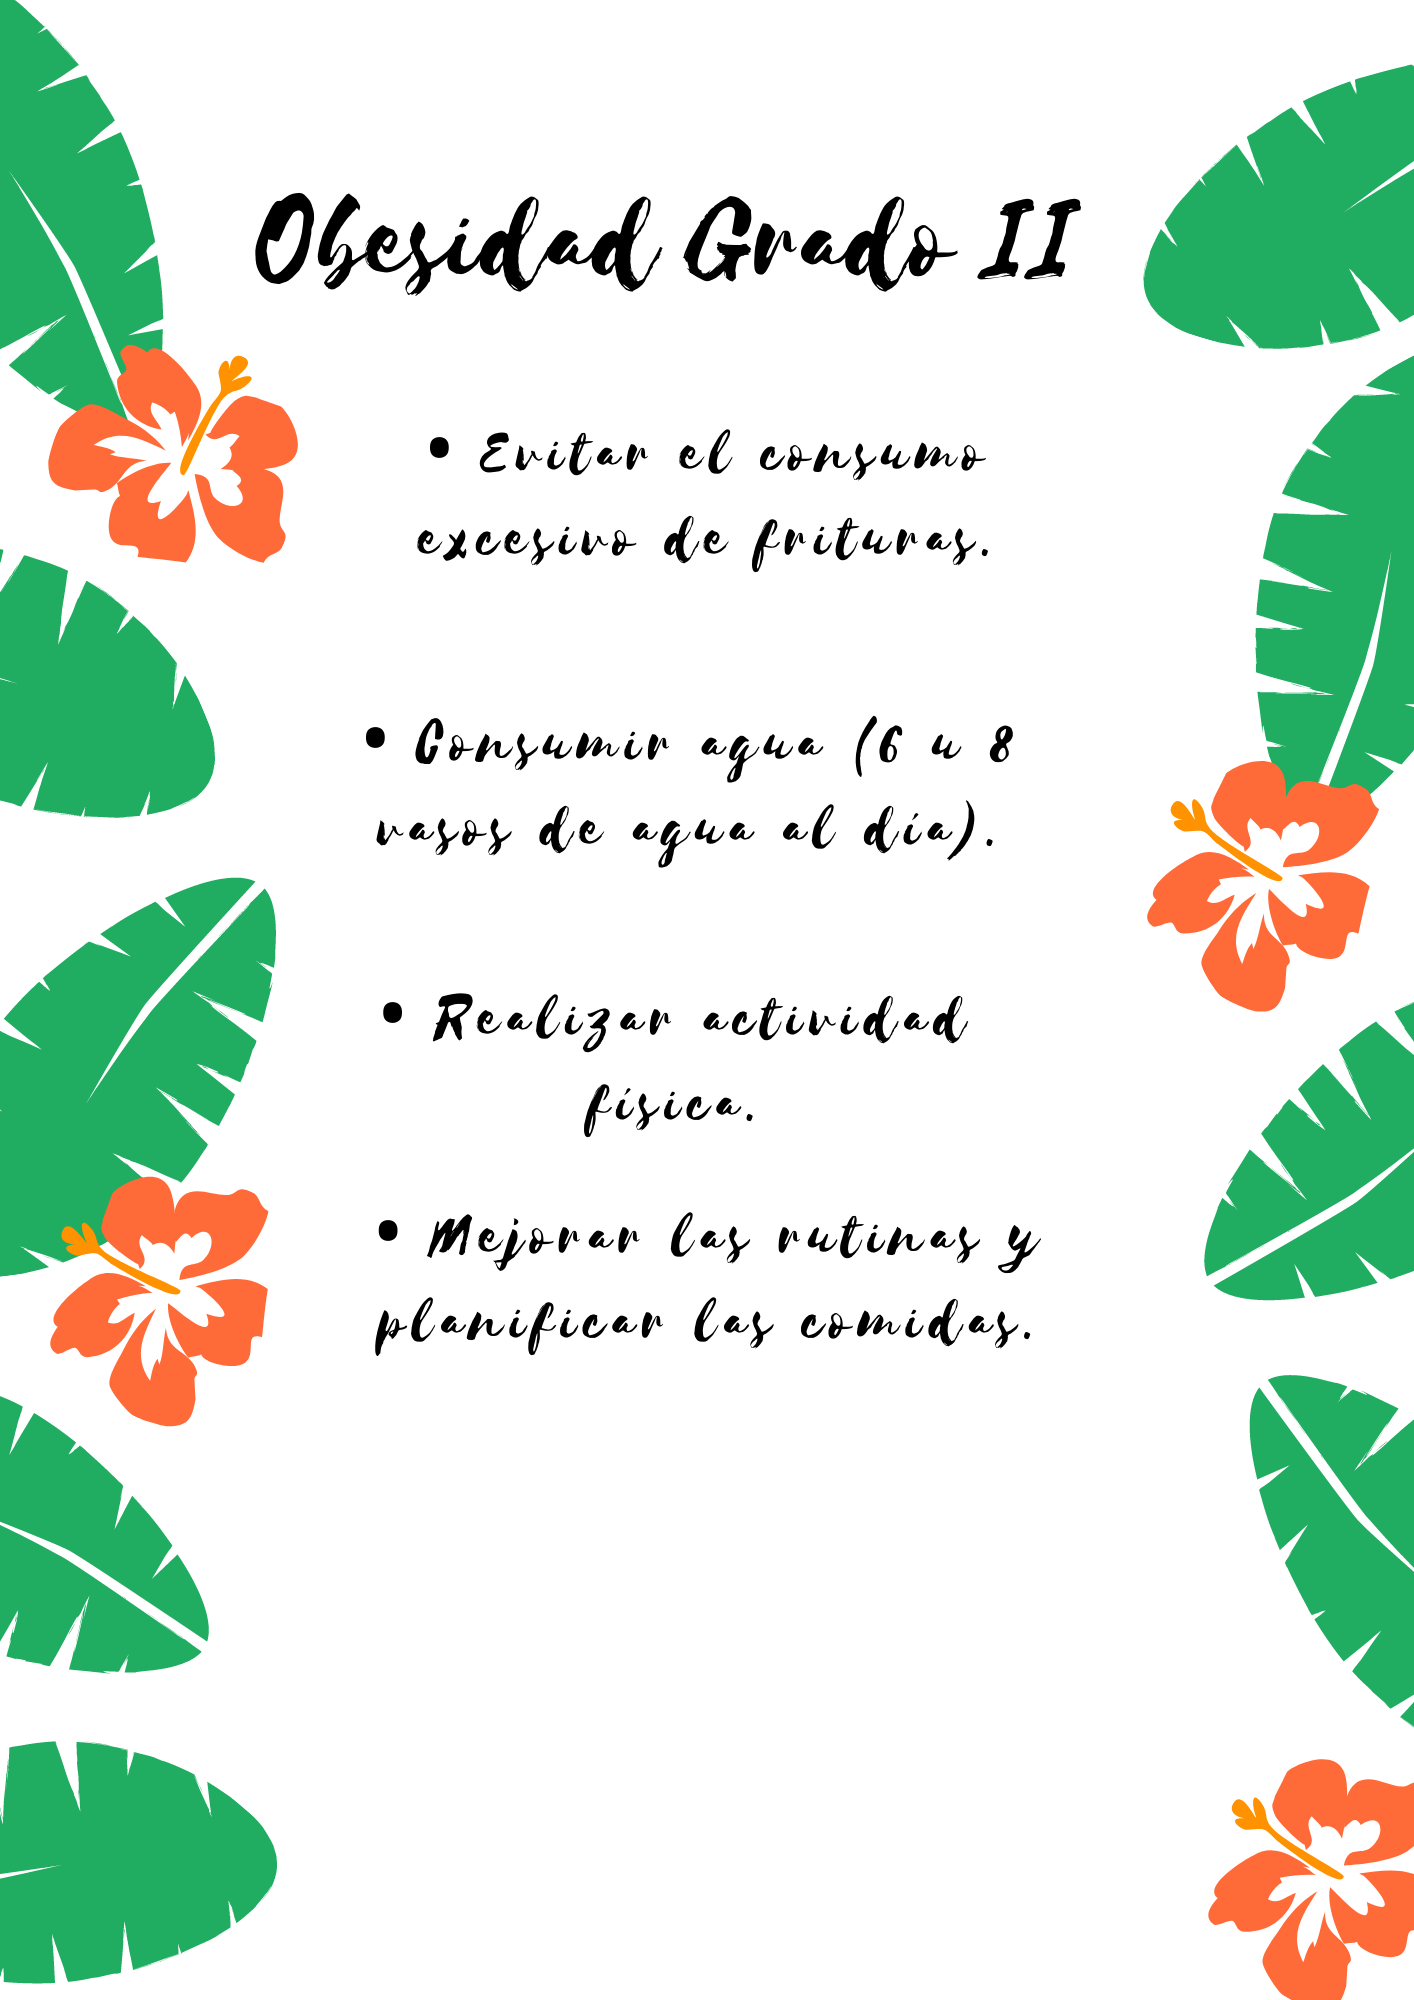 Obesidad Grado II
• Evitar el consumo
excesivo de frituras.
• Consumir agua (6 u 8
vasos de agua al día).
• Realizar actividad
física.
• Mejorar las rutinas y
planificar las comidas.